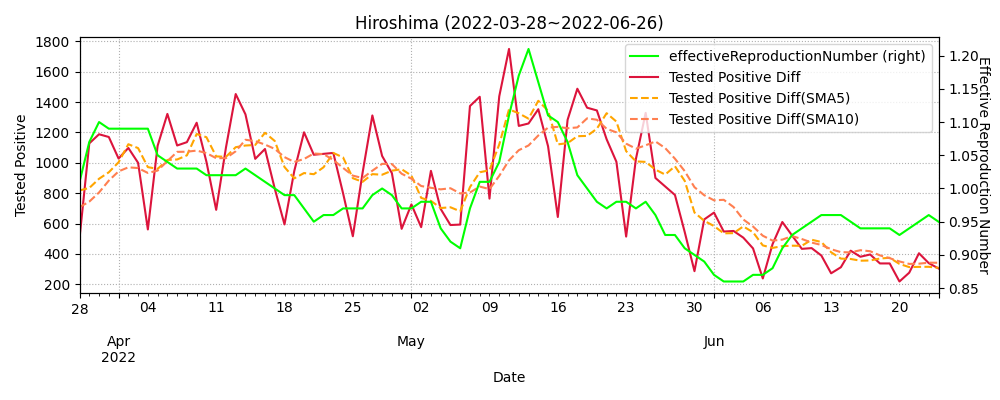 Hiroshima (2022-03-28~2022-06-26)
effectiveReproductionNumber (right)
Tested Positive Diff
Tested Positive Diff(SMA5)
Tested Positive Diff(SMA10)
Tested Positive
1800
1600
1400
1200
1000
800
600
400
200
1.20
1.15
1.10
1.05
1.00
0.95
0.90
0.85
Effective Reproduction Number
28 04 11 18 25 02 09 16 23 30 06 13 20
Apr May Jun
2022
Date